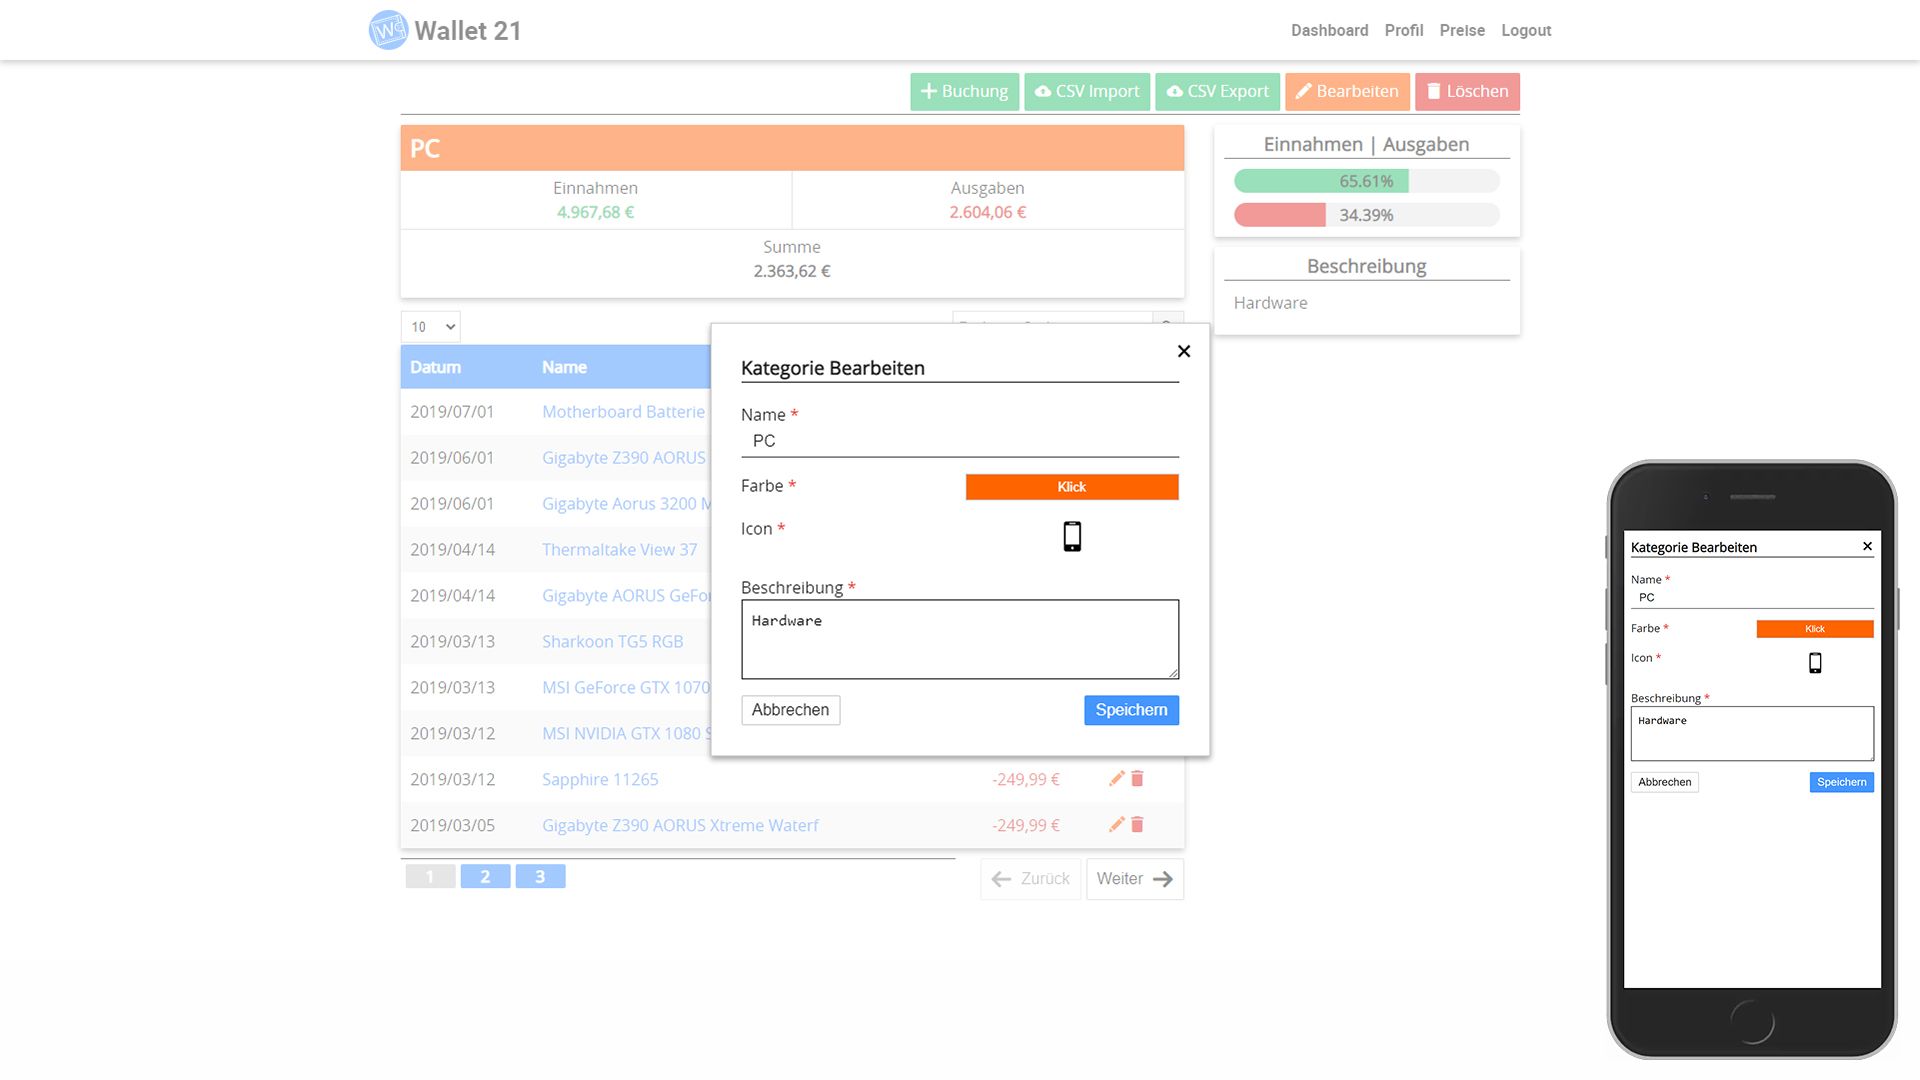 Wallet 21
Dashboard Profil Preise Logout
Buchung CSV Import CSV Export Bearbeiten Löschen
PC
Einnahmen Ausgaben
4.967,68 € 2.604,06 €
Summe
2.363,62 €
Einnahmen | Ausgaben
65.61%
34.39%
Beschreibung
Hardware
10
Datum Name
2019/07/01 Motherboard Batterie
2019/06/01 Gigabyte Z390 AORUS
2019/06/01 Gigabyte Aorus 3200
2019/04/14 Thermaltake View 37
2019/04/14 Gigabyte AORUS
2019/03/13 Sharkoon TG5 RGB
2019/03/13 MSI GeForce GTX 1070
2019/03/12 MSI NVIDIA GTX 1080
2019/03/12 Sapphire 11265 -249,99 €
2019/03/05 Gigabyte Z390 AORUS Xtreme Waterf -249,99 €
1 2 3
Zurück Weiter
Kategorie Bearbeiten
Name *
PC
Farbe * Klick
Icon *
Beschreibung *
Hardware
Abbrechen Speichern
Kategorie Bearbeiten
Name *
PC
Farbe * Klick
Icon *
Beschreibung *
Hardware
Abbrechen Speichern